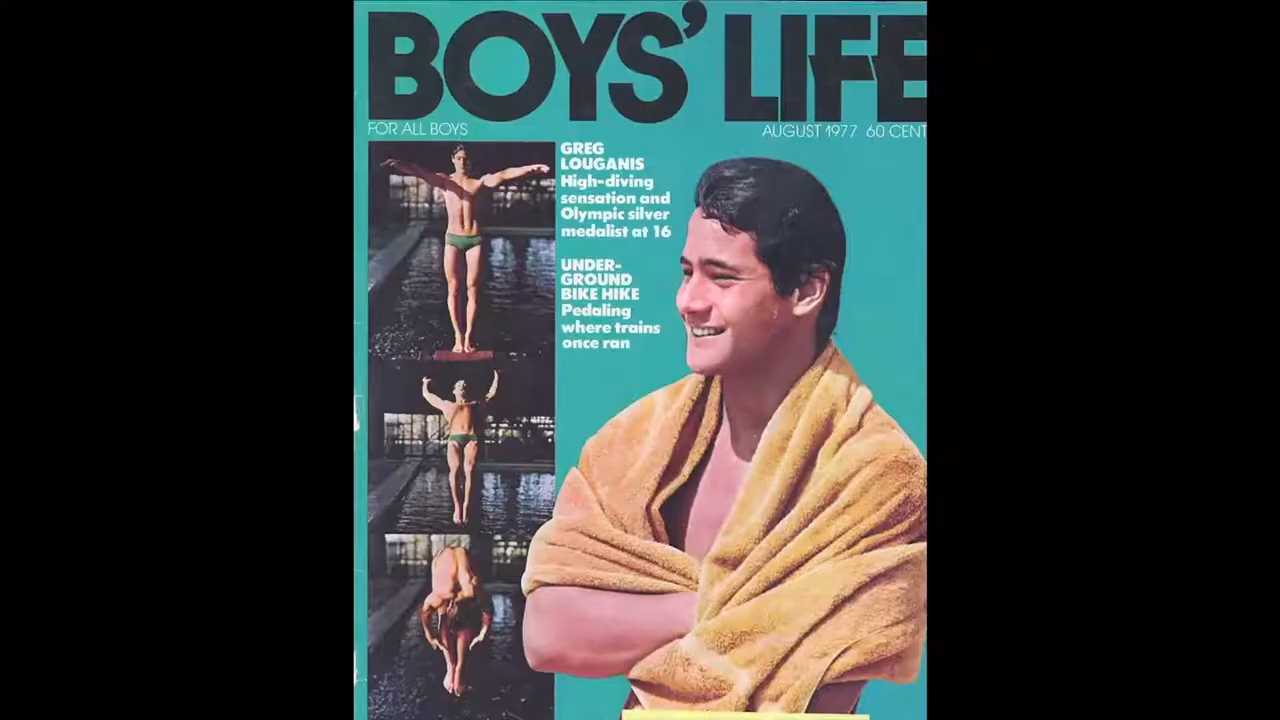 BOYS' LIFE
FOR ALL BOYS
AUGUST 1977 60 CENT
GREG
LOUGANIS
High-diving
sensation and
Olympic silver
medalist at 16
UNDER-
GROUND
BIKE HIKE
Pedaling
where trains
once ran